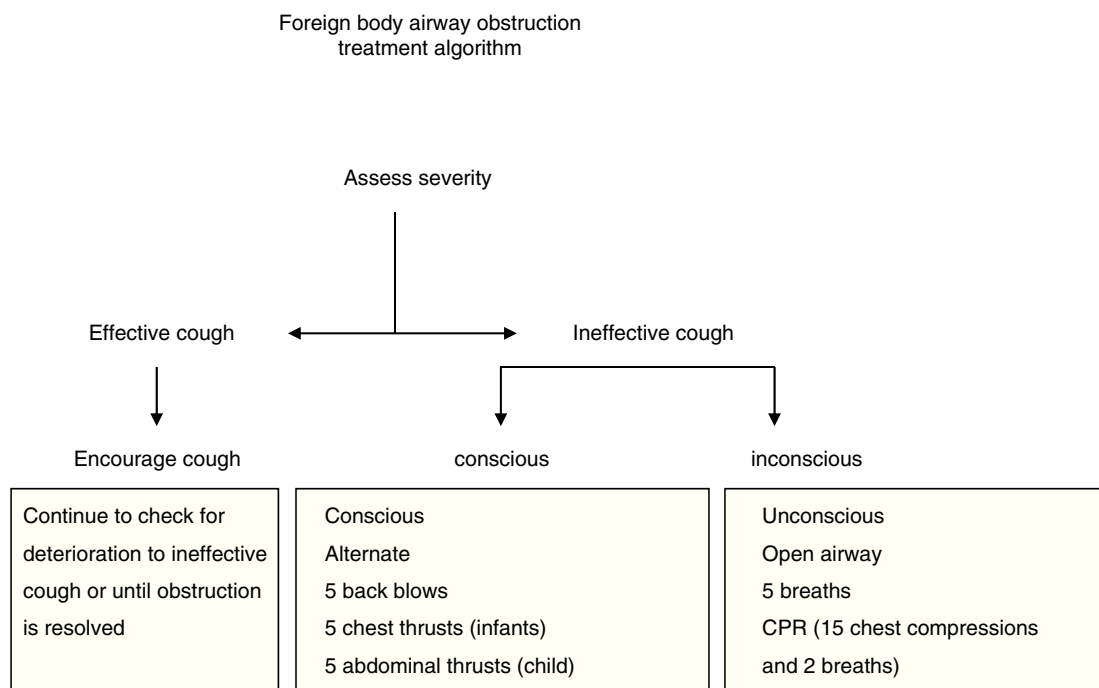 Foreign body airway obstruction
treatment algorithm
Assess severity
Effective cough
Ineffective cough
Encourage cough
conscious
inconscious
Continue to check for
deterioration to ineffective
cough or until obstruction
is resolved
Conscious
Alternate
5 back blows
5 chest thrusts (infants)
5 abdominal thrusts (child)
Unconscious
Open airway
5 breaths
CPR (15 chest compressions
and 2 breaths)